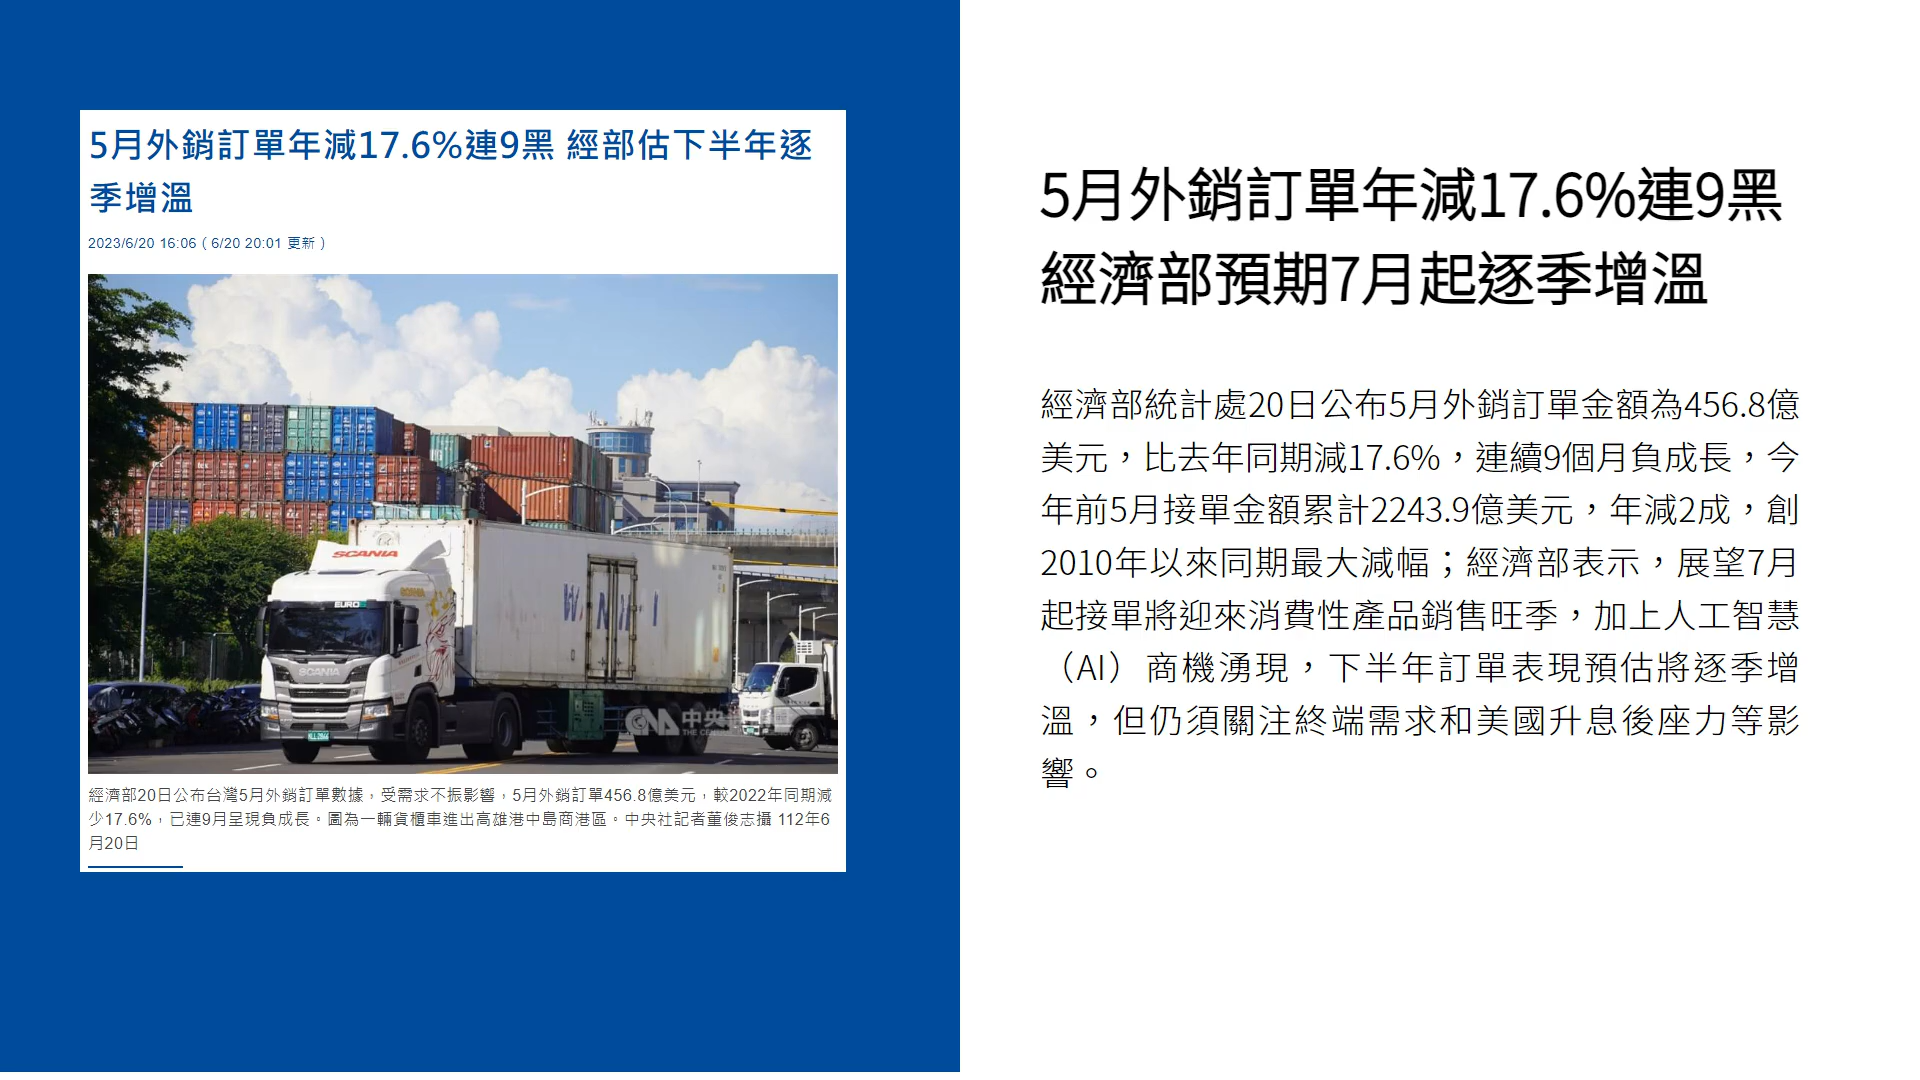 5月外銷訂單年減17.6%連9黑 經部估下半年逐
季增溫
2023/6/20 16:06（6/20 20:01 更新）
SCANIA
SCANIA
EURO
SCANIA
中央
經濟部20日公布台灣5月外銷訂單數據，受需求不振影響，5月外銷訂單456.8億美元，較2022年同期減
少17.6%，已連9月呈現負成長。圖為一輛貨櫃車進出高雄港中島商港區。中央社記者董俊志攝 112年6
月20日
5月外銷訂單年減17.6%連9黑
經濟部預期7月起逐季增溫
經濟部統計處20日公布5月外銷訂單金額為456.8億
美元，比去年同期減17.6%，連續9個月負成長，今
年前5月接單金額累計2243.9億美元，年減2成，創
2010年以來同期最大減幅；經濟部表示，展望7月
起接單將迎來消費性產品銷售旺季，加上人工智慧
（AI）商機湧現，下半年訂單表現預估將逐季增
溫，但仍須關注終端需求和美國升息後座力等影
響。